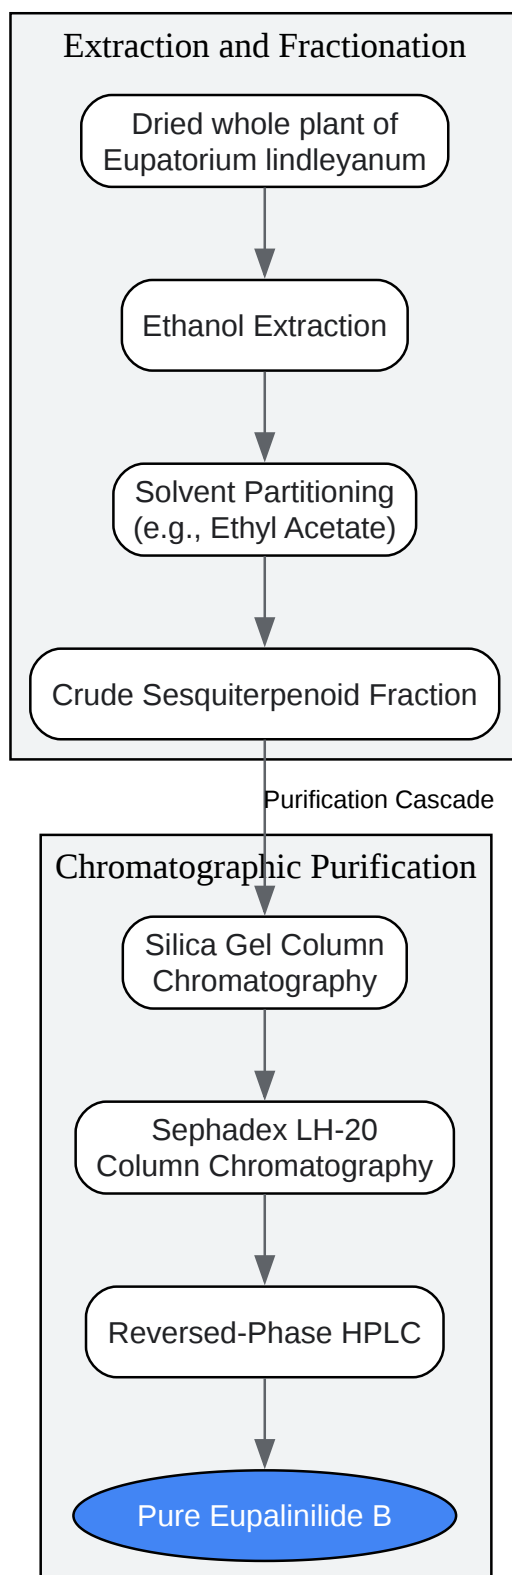 Extraction and Fractionation
Dried whole plant of
Eupatorium lindleyanum
Ethanol Extraction
Solvent Partitioning
(e.g., Ethyl Acetate)
Crude Sesquiterpenoid Fraction
Purification Cascade
Chromatographic Purification
Silica Gel Column
Chromatography
Sephadex LH-20
Column Chromatography
Reversed-Phase HPLC
Pure Eupalinilide B